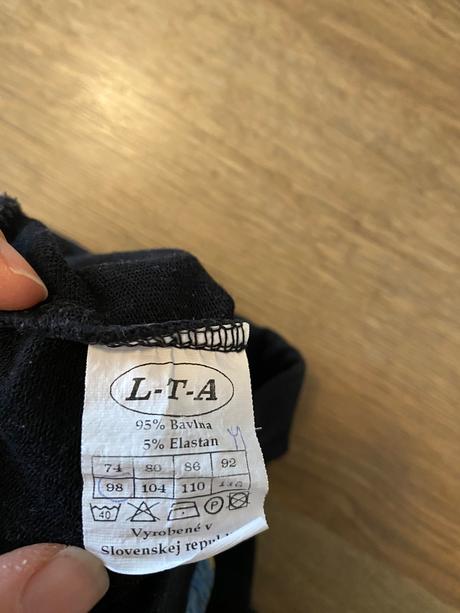 L-T-A
95% Bavlna
5% Elastan
74 80 86 92
98 104 110
40 P
Vyrobené v
Slovenskej